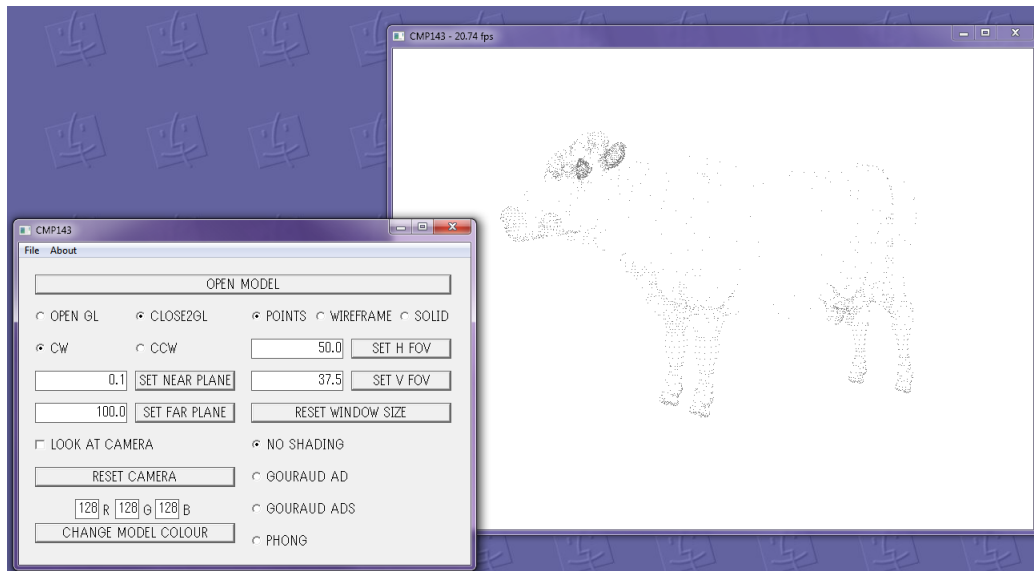 CMP143 - 20.74 fps
CMP143
File About
OPEN MODEL
OPEN GL CLOSE2GL POINTS WIREFRAME SOLID
CW CCW 50.0 SET H FOV
0.1 SET NEAR PLANE 37.5 SET V FOV
100.0 SET FAR PLANE RESET WINDOW SIZE
LOOK AT CAMERA NO SHADING
RESET CAMERA GOURAUD AD
128 R 128 G 128 B GOURAUD ADS
CHANGE MODEL COLOUR PHONG